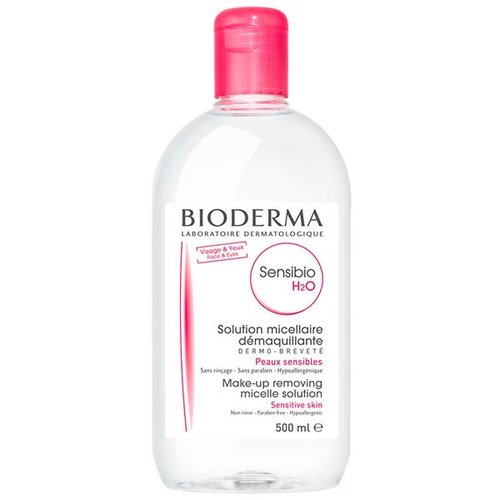 BIODERMA
LABORATOIRE DERMATOLOGIQUE
Visage & Yeux
Face & Eyes
Sensibio
H2O
Solution micellaire
démaquillante
DERMO-BREVETÉ
Peaux sensibles
Sans rinçage - Sans paraben - Hypoallergénique
Make-up removing
micelle solution
Sensitive skin
Non-rinse - Paraben free - Hypoallergenic
500 ml ℮